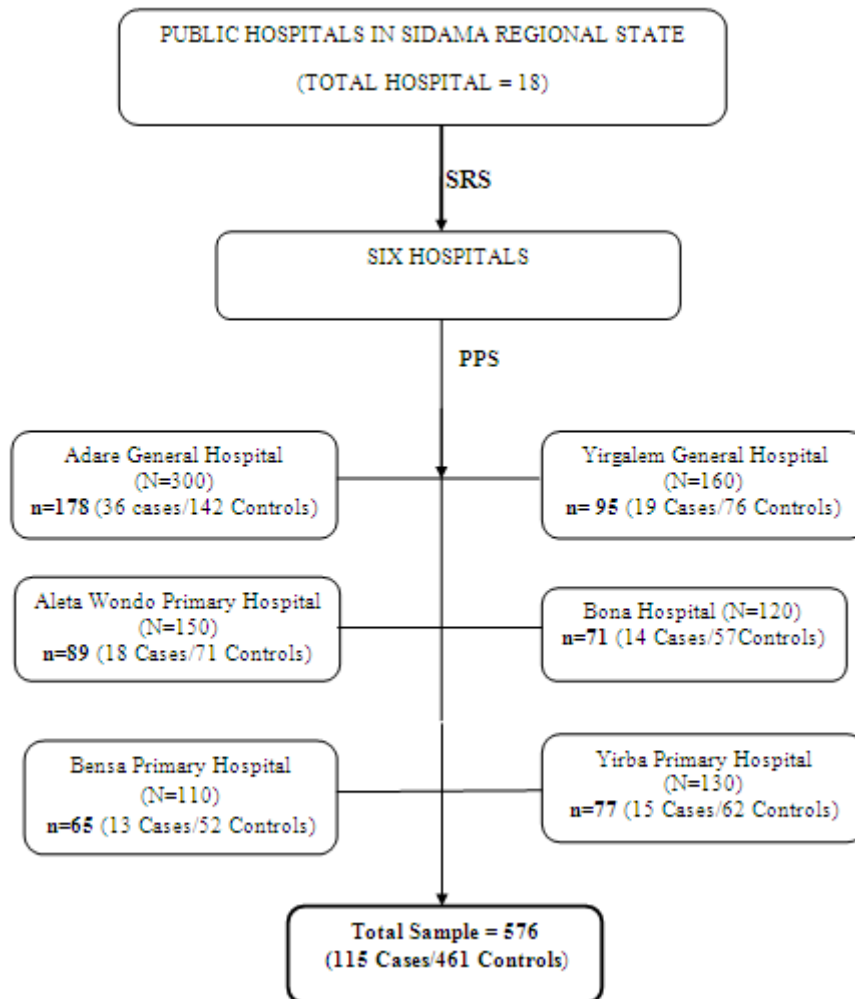 PUBLIC HOSPITALS IN SIDAMA REGIONAL STATE
(TOTAL HOSPITAL = 18)
SRS
SIX HOSPITALS
PPS
Adare General Hospital
(N=300)
n=178 (36 cases/142 Controls)
Yirgalem General Hospital
(N=160)
n= 95 (19 Cases/76 Controls)
Aleta Wondo Primary Hospital
(N=150)
n=89 (18 Cases/71 Controls)
Bona Hospital (N=120)
n=71 (14 Cases/57Controls)
Bensa Primary Hospital
(N=110)
n=65 (13 Cases/52 Controls)
Yirba Primary Hospital
(N=130)
n=77 (15 Cases/62 Controls)
Total Sample = 576
(115 Cases/461 Controls)